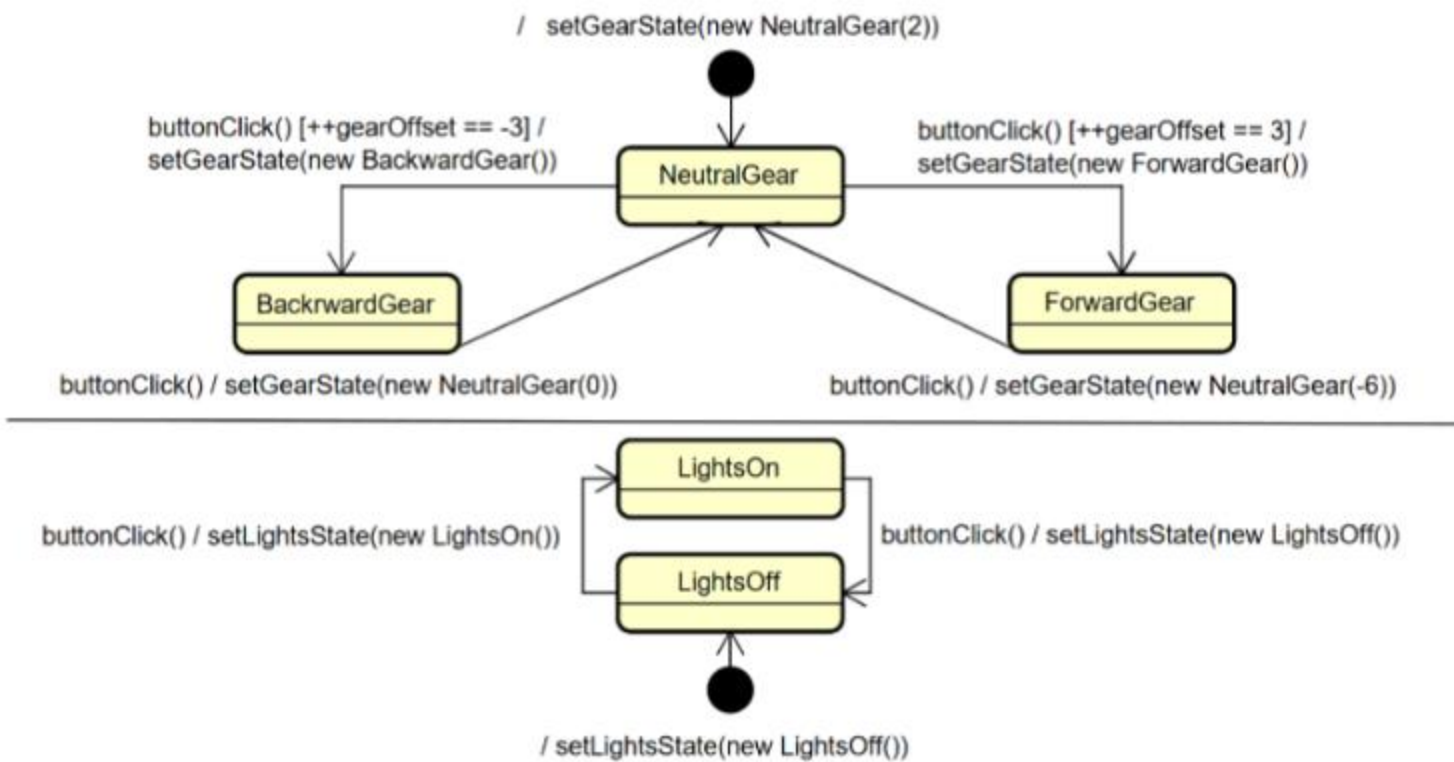 / setGearState(new NeutralGear(2))
buttonClick() [++gearOffset == -3] /
setGearState(new BackwardGear())
buttonClick() [++gearOffset == 3] /
setGearState(new ForwardGear())
NeutralGear
BackrwardGear
ForwardGear
buttonClick() / setGearState(new NeutralGear(0))
buttonClick() / setGearState(new NeutralGear(-6))
LightsOn
buttonClick() / setLightsState(new LightsOn())
buttonClick() / setLightsState(new LightsOff())
LightsOff
/ setLightsState(new LightsOff())